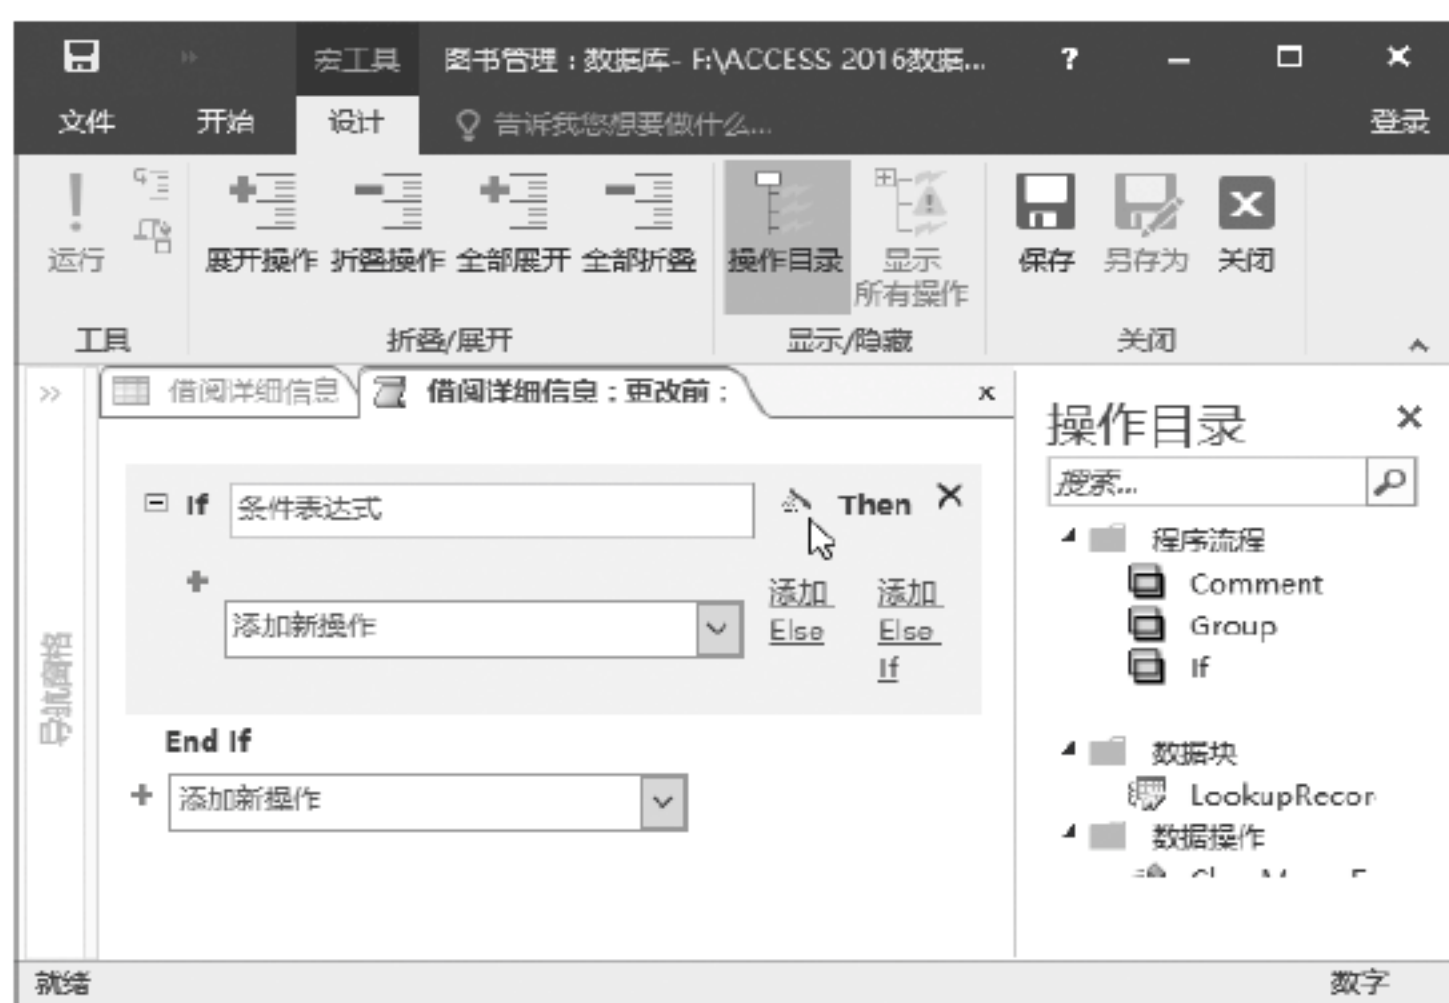 宏工具 图书管理：数据库- F:\ACCESS 2016数据... ?
文件 开始 设计 告诉我您想要做什么... 登录
运行 展开操作 折叠操作 全部展开 全部折叠 操作目录 显示 所有操作 保存 另存为 关闭
工具 折叠/展开 显示/隐藏 关闭
借阅详细信息 借阅详细信息：更改前：
导航窗格
If 条件表达式 Then
添加新操作 添加 Else 添加 Else If
End If
添加新操作
操作目录
搜索...
程序流程
Comment
Group
If
数据块
LookupRecor
数据操作
就绪 数字